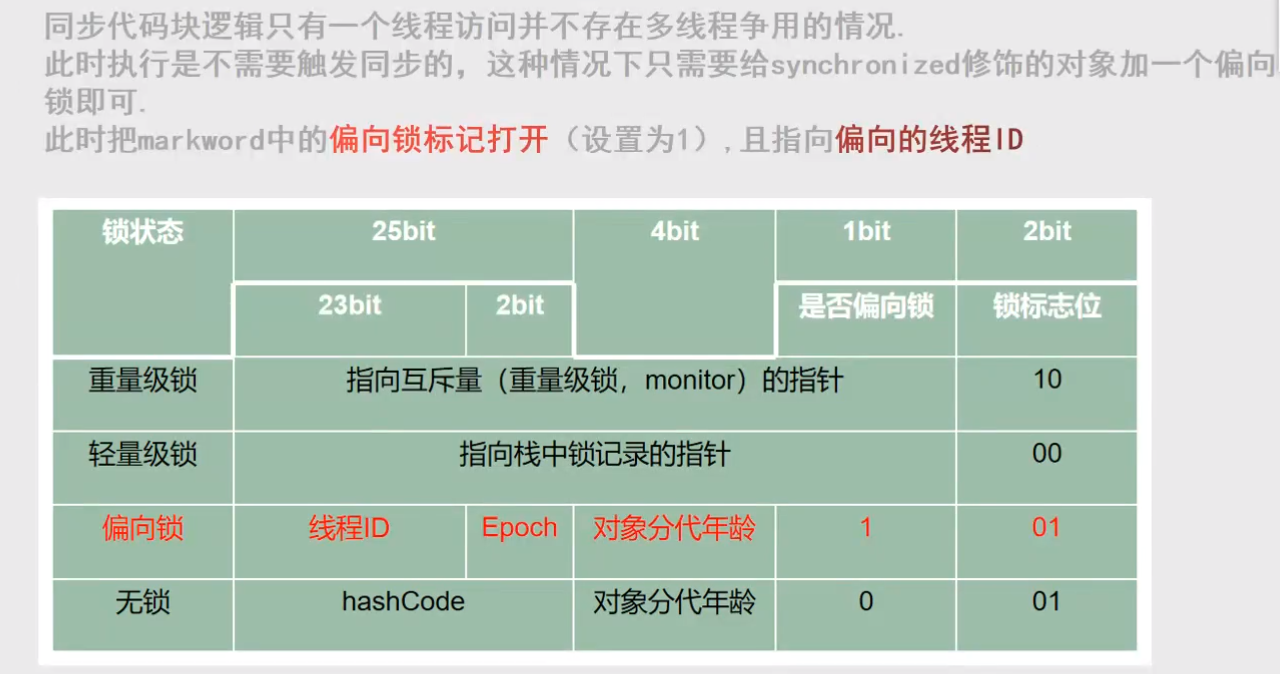 同步代码块逻辑只有一个线程访问并不存在多线程争用的情况.
此时执行是不需要触发同步的，这种情况下只需要给synchronized修饰的对象加一个偏向
锁即可.
此时把markword中的偏向锁标记打开（设置为1）,且指向偏向的线程ID
锁状态 25bit 4bit 1bit 2bit
23bit 2bit 是否偏向锁 锁标志位
重量级锁 指向互斥量（重量级锁，monitor）的指针 10
轻量级锁 指向栈中锁记录的指针 00
偏向锁 线程ID Epoch 对象分代年龄 1 01
无锁 hashCode 对象分代年龄 0 01